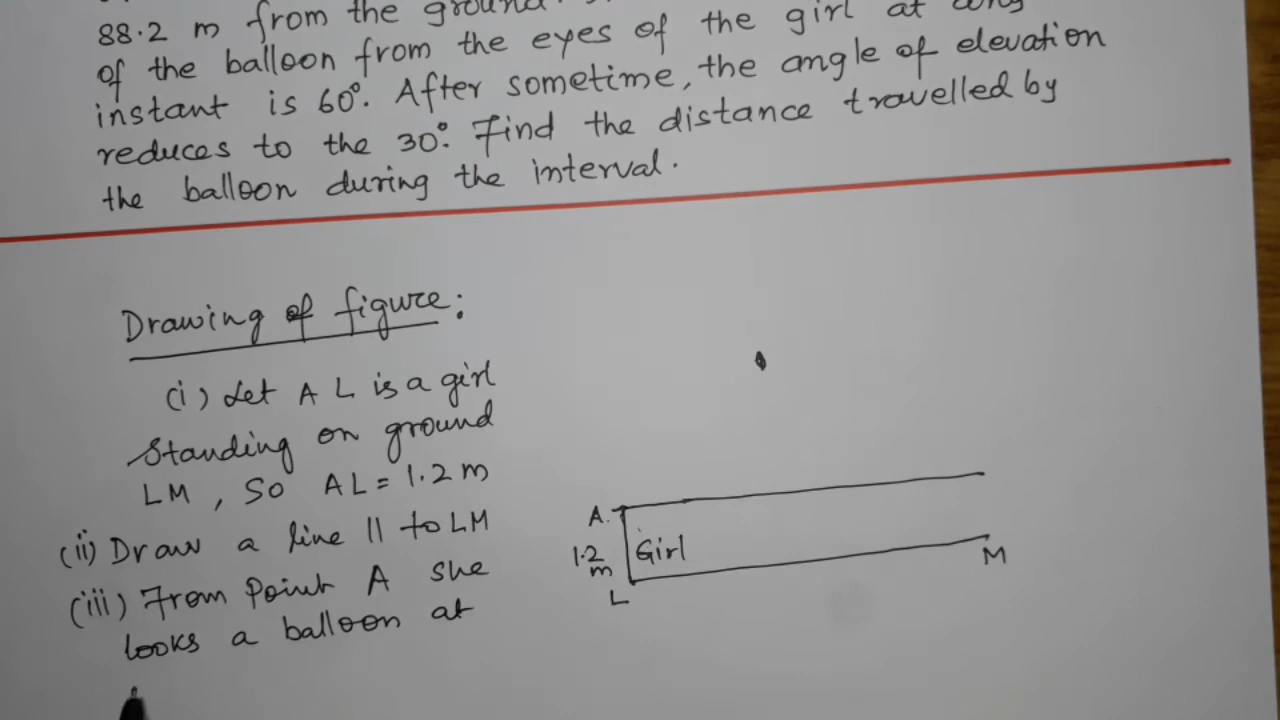 88.2 m from the ground.
of the balloon from the eyes of the girl at
instant is 60°. After sometime, the angle of elevation
reduces to the 30°. Find the distance travelled by
the balloon during the interval.
Drawing of figure:
(i) Let A L is a girl
standing on ground
LM, So AL = 1.2 m
(ii) Draw a line || to LM
(iii) From Point A she
looks a balloon at
A.
1.2
m
Girl
L
M